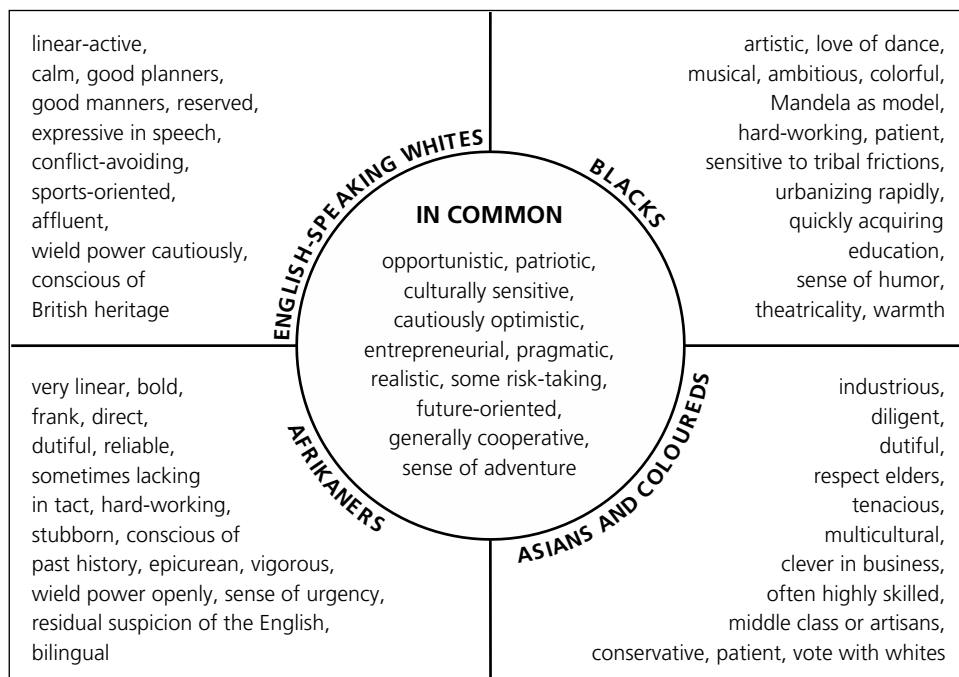 linear-active,
calm, good planners,
good manners, reserved,
expressive in speech,
conflict-avoiding,
sports-oriented,
affluent,
wield power cautiously,
conscious of
British heritage
ENGLISH-SPEAKING WHITES
artistic, love of dance,
musical, ambitious, colorful,
Mandela as model,
hard-working, patient,
sensitive to tribal frictions,
urbanizing rapidly,
quickly acquiring
education,
sense of humor,
theatricality, warmth
BLACKS
IN COMMON
opportunistic, patriotic,
culturally sensitive,
cautiously optimistic,
entrepreneurial, pragmatic,
realistic, some risk-taking,
future-oriented,
generally cooperative,
sense of adventure
very linear, bold,
frank, direct,
dutiful, reliable,
sometimes lacking
in tact, hard-working,
stubborn, conscious of
past history, epicurean, vigorous,
wield power openly, sense of urgency,
residual suspicion of the English,
bilingual
AFRIKANERS
industrious,
diligent,
dutiful,
respect elders,
tenacious,
multicultural,
clever in business,
often highly skilled,
middle class or artisans,
conservative, patient, vote with whites
ASIANS AND COLOUREDS